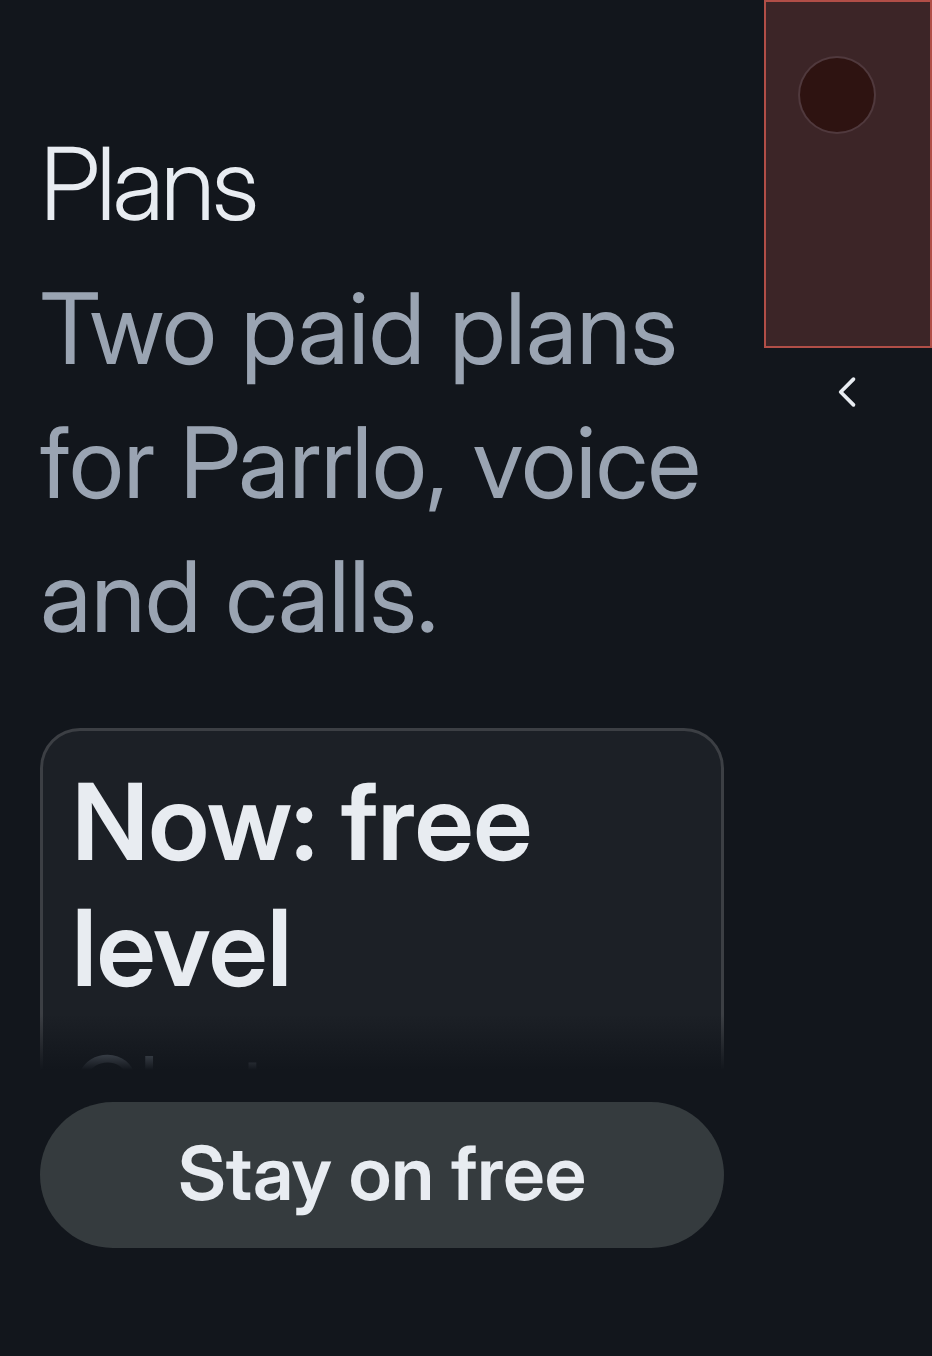 Plans
Two paid plans
for Parrlo, voice
and calls.
Now: free
level
Stay on free